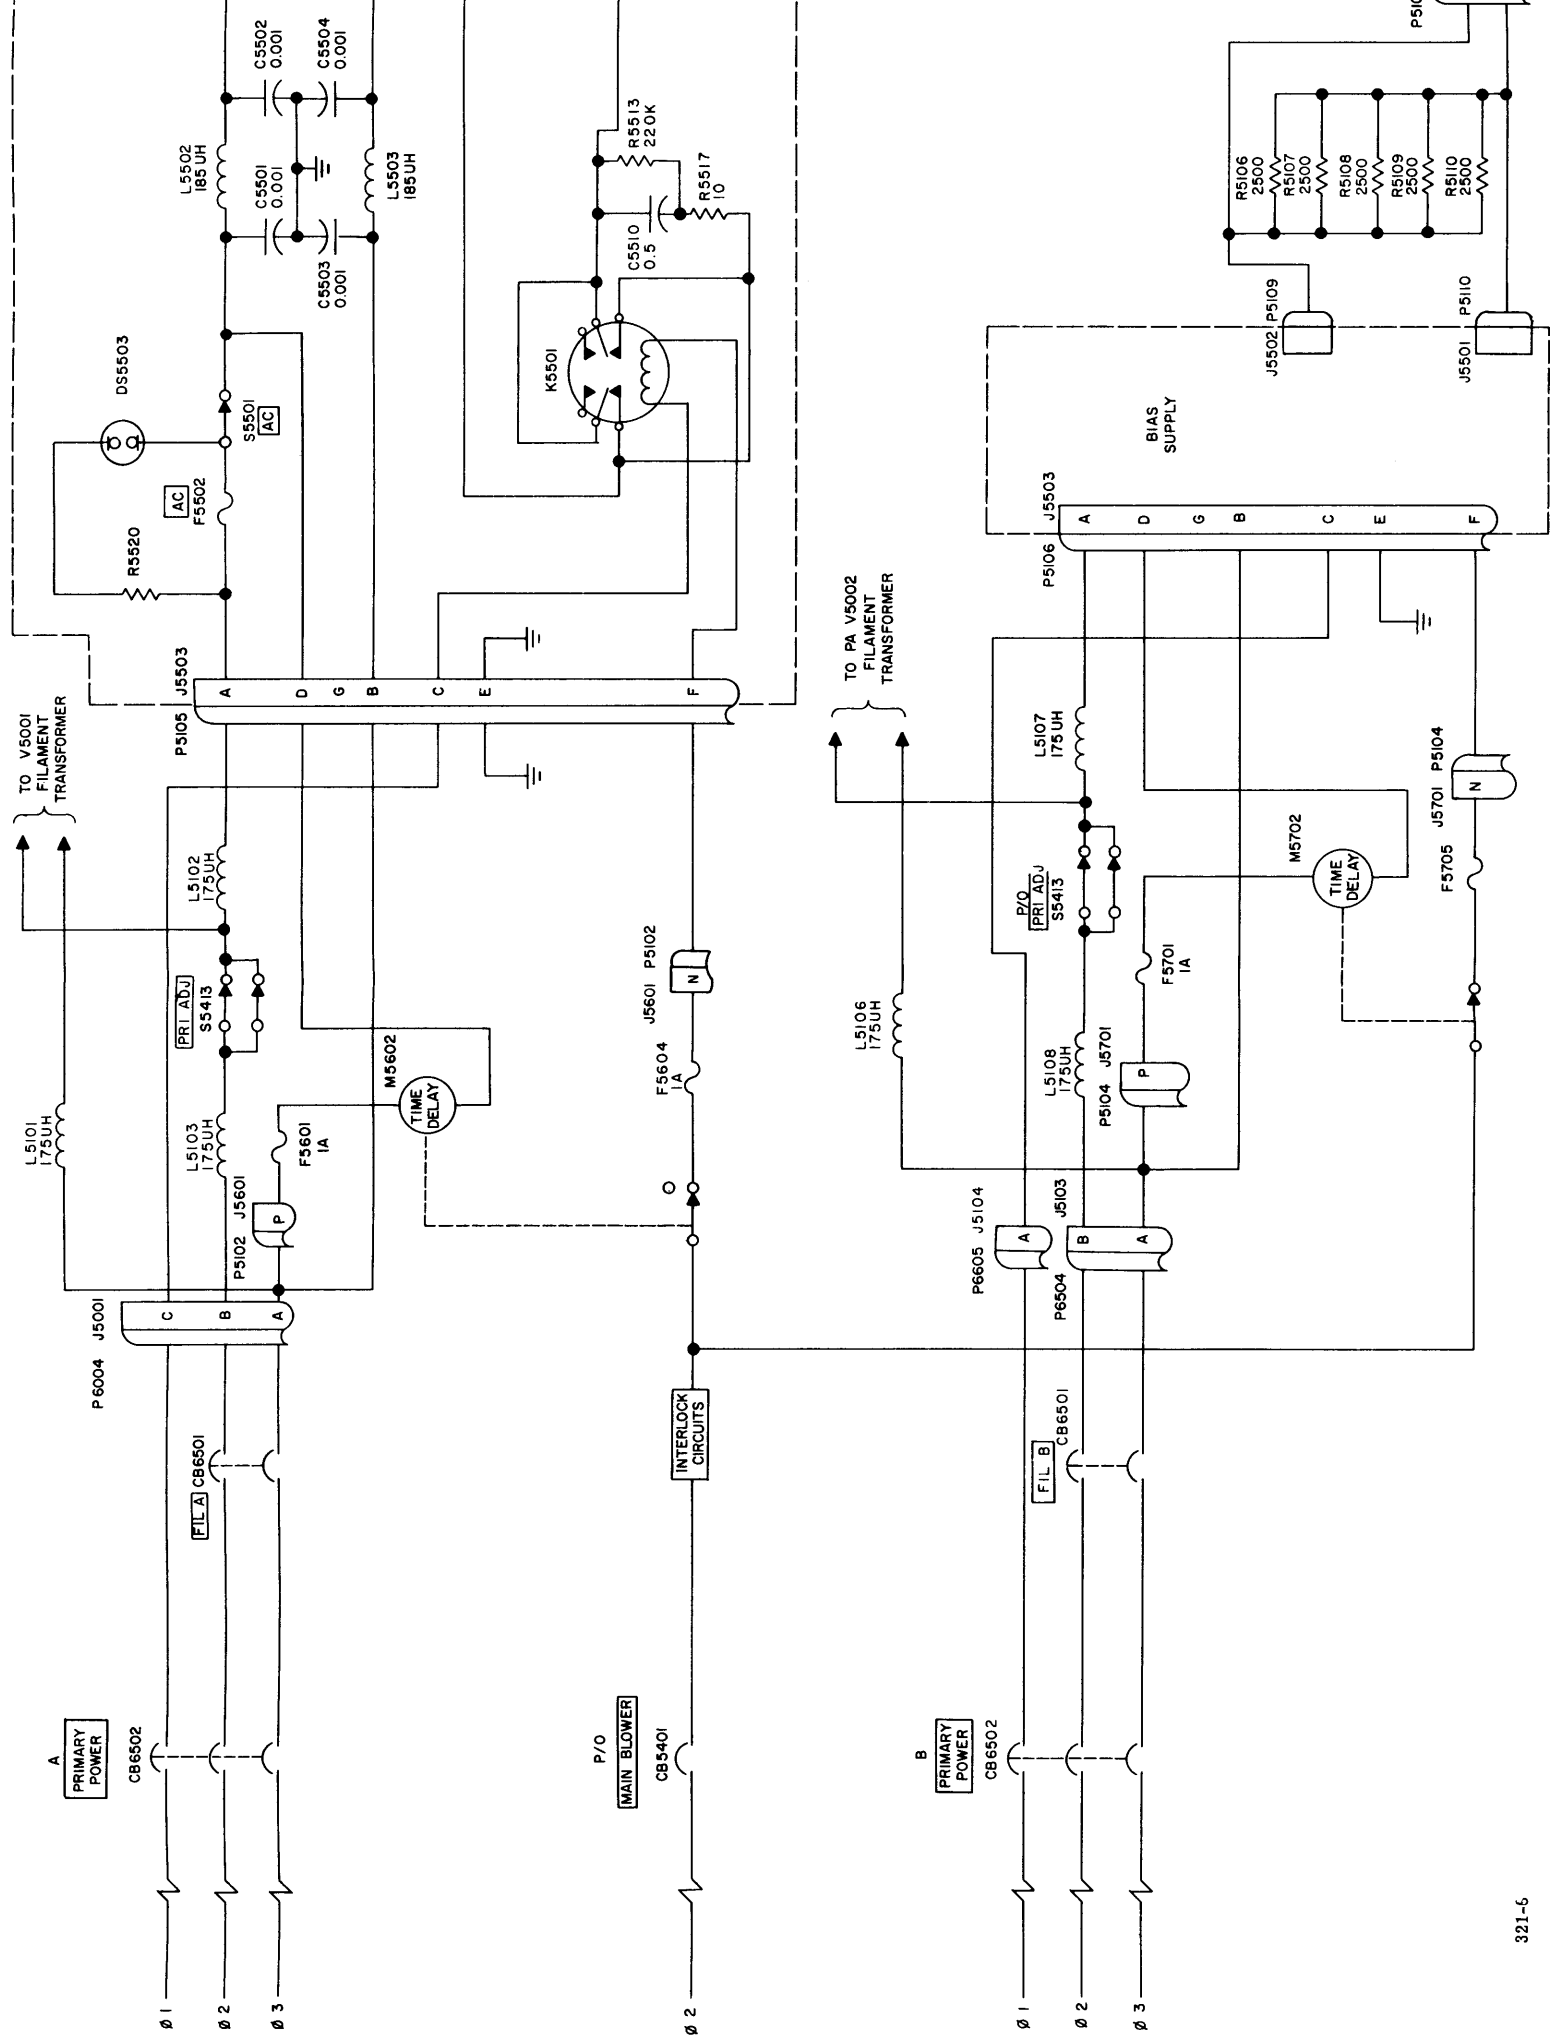 C5502
0.001
C5504
0.001
L5502
185 UH
C5501
0.001
L5503
185UH
C5503
0.001
DS5503
S5501
AC
AC
F5502
R5520
R5513
220K
R5517
10
C5510
0.5
K5501
TO V5001
FILAMENT
TRANSFORMER
P5105
J5503
A
D
G
B
C
E
F
L5102
175UH
PRI ADJ
S5413
L5101
175UH
L5103
175UH
M5602
TIME
DELAY
F5601
1A
P5102
J5601
P
J5601
P5102
N
F5604
1A
P6004
J5001
C
B
A
FIL A
CB6501
INTERLOCK
CIRCUITS
A
PRIMARY
POWER
CB6502
P/O
MAIN BLOWER
CB5401
Ø 1
Ø 2
Ø 3
Ø 2
R5106
2500
R5107
2500
R5108
2500
R5109
2500
R5110
2500
J5502
P5109
J5501
P5110
BIAS
SUPPLY
P5106
J5503
A
D
G
B
C
E
F
TO PA V5002
FILAMENT
TRANSFORMER
L5107
175 UH
P/O
PRI ADJ
S5413
M5702
TIME
DELAY
J5701
P5104
N
F5705
F5701
1A
L5106
175UH
L5108
175UH
P5104
J5701
P
P6605
J5104
A
P6504
J5103
B
A
FIL B
CB6501
B
PRIMARY
POWER
CB6502
Ø 1
Ø 2
Ø 3
321-6